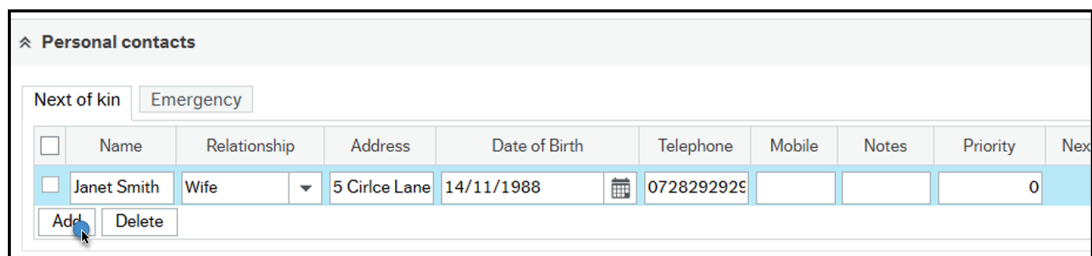 Personal contacts
Next of kin Emergency
Name Relationship Address Date of Birth Telephone Mobile Notes Priority Nex
Janet Smith Wife 5 Cirlce Lane 14/11/1988 0728292929 0
Add Delete